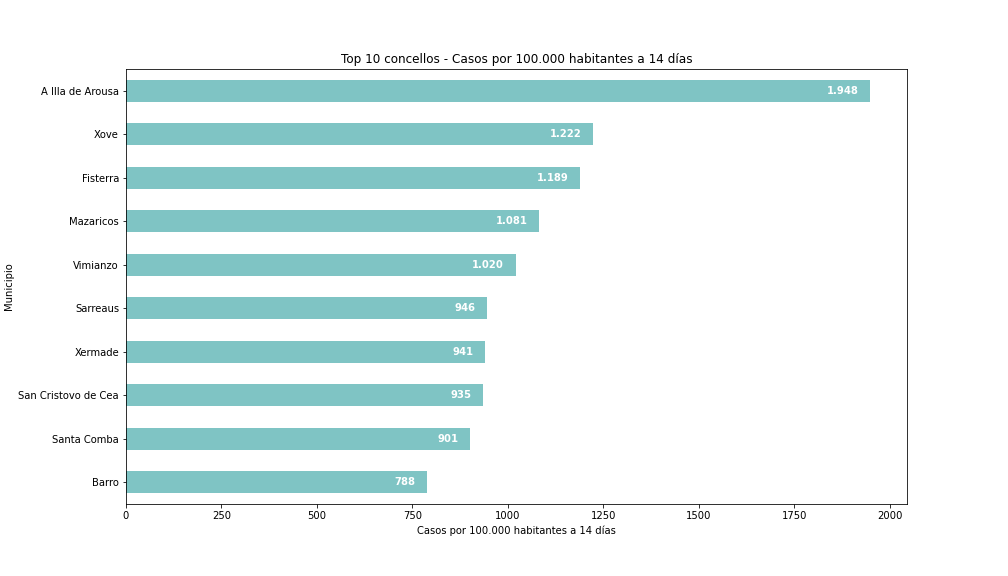 Top 10 concellos - Casos por 100.000 habitantes a 14 días
Municipio
A Illa de Arousa 1.948
Xove 1.222
Fisterra 1.189
Mazaricos 1.081
Vimianzo 1.020
Sarreaus 946
Xermade 941
San Cristovo de Cea 935
Santa Comba 901
Barro 788
0 250 500 750 1000 1250 1500 1750 2000
Casos por 100.000 habitantes a 14 días